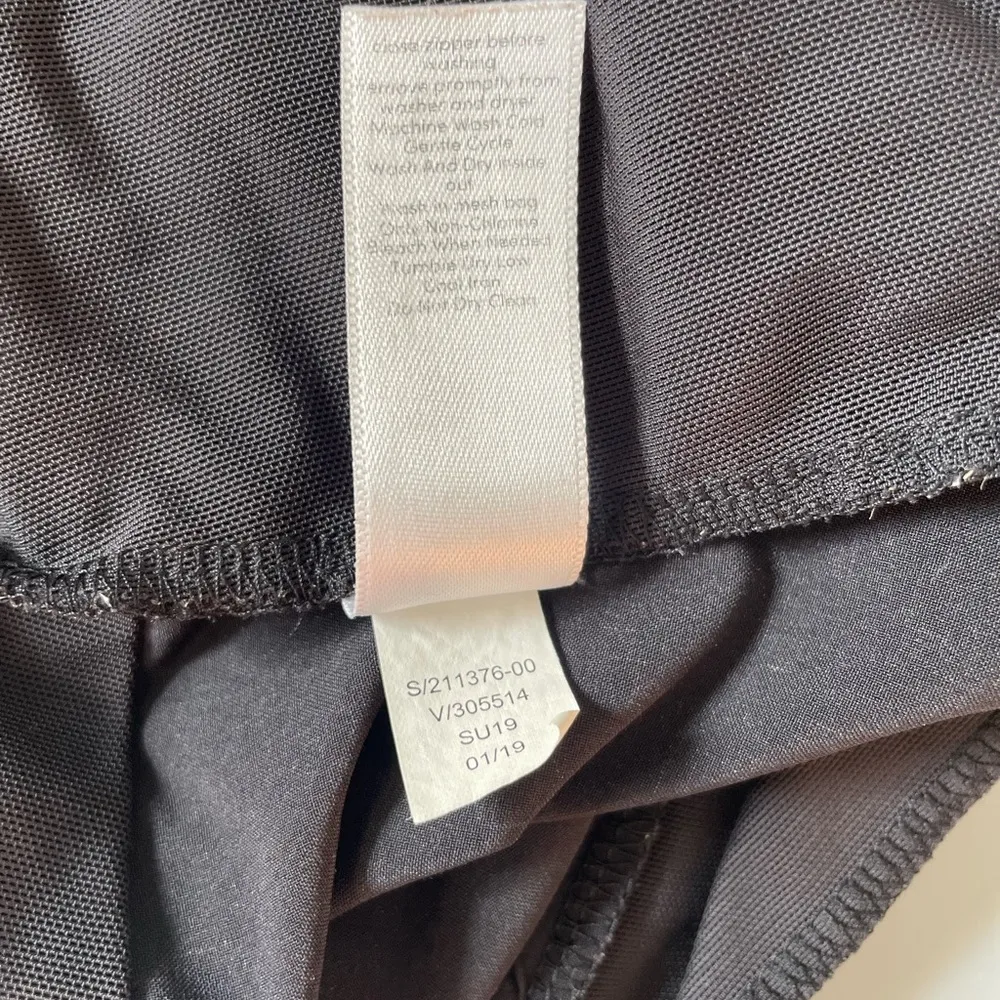 close zipper before
washing
remove promptly from
washer and dryer
Machine Wash Cold
Gentle Cycle
Wash And Dry inside
out
Wash in mesh bag
Only Non-Chlorine
Bleach When Needed
Tumble Dry Low
Cool Iron
Do Not Dry Clean
S/211376-00
V/305514
SU19
01/19